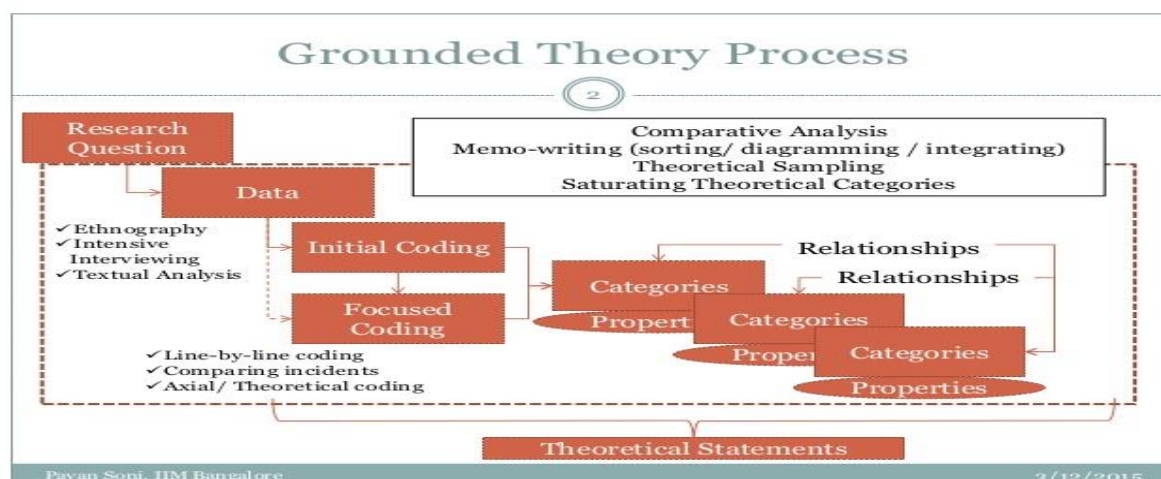 Grounded Theory Process
2
Research
Question
Comparative Analysis
Memo-writing (sorting/ diagramming / integrating)
Theoretical Sampling
Saturating Theoretical Categories
Data
✓Ethnography
✓Intensive
Interviewing
✓Textual Analysis
Initial Coding
Focused
Coding
✓Line-by-line coding
✓Comparing incidents
✓Axial/ Theoretical coding
Relationships
Relationships
Categories
Propert
Categories
Proper
Categories
Properties
Theoretical Statements
Pavan Soni, IIM Bangalore
3/12/2015